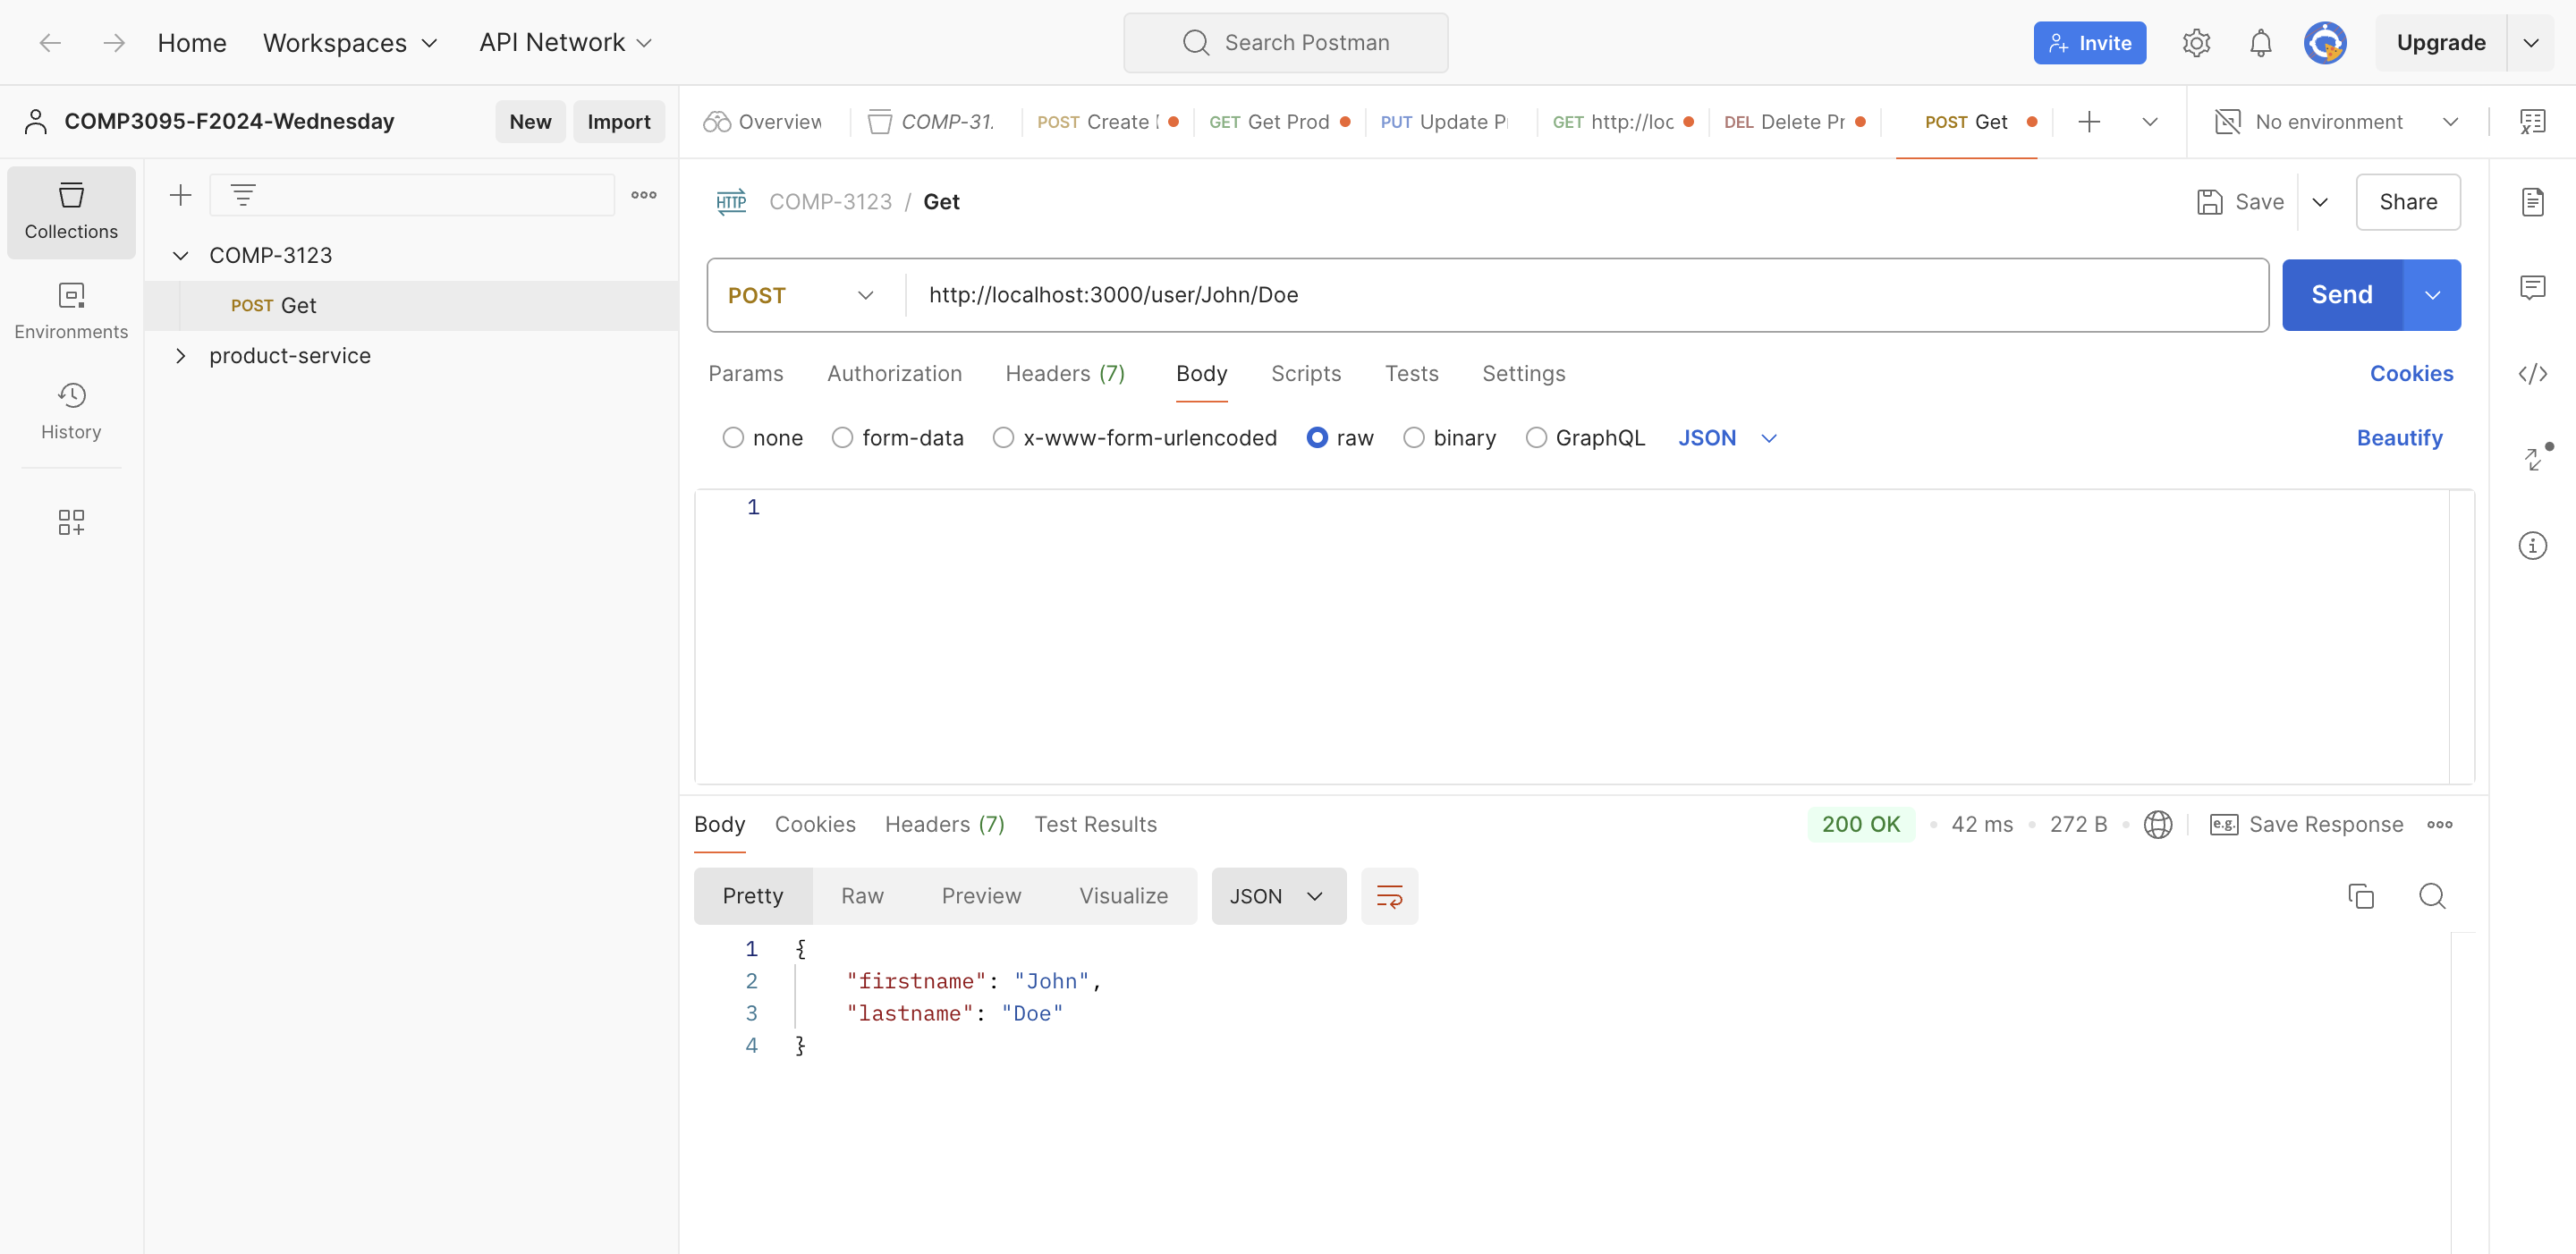 Home Workspaces API Network Search Postman Invite Upgrade
COMP3095-F2024-Wednesday New Import
Overview COMP-31. POST Create GET Get Prod PUT Update P GET http://loc DEL Delete Pr POST Get No environment
Collections
Environments
History
COMP-3123
POST Get
product-service
HTTP COMP-3123 / Get Save Share
POST http://localhost:3000/user/John/Doe Send
Params Authorization Headers (7) Body Scripts Tests Settings Cookies
none form-data x-www-form-urlencoded raw binary GraphQL JSON Beautify
1
Body Cookies Headers (7) Test Results 200 OK • 42 ms • 272 B • e.g. Save Response
Pretty Raw Preview Visualize JSON
1 {
2 "firstname": "John",
3 "lastname": "Doe"
4 }